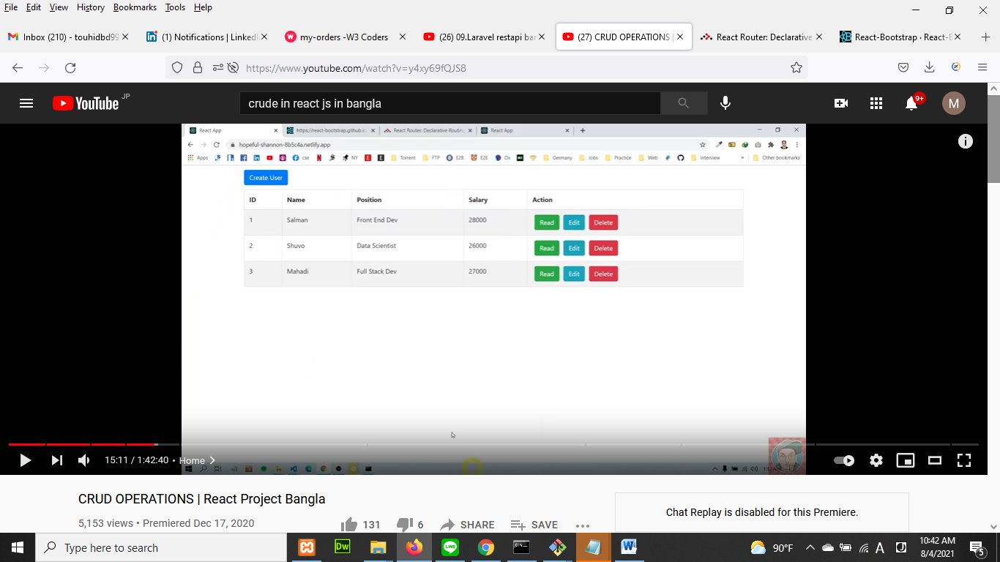 File Edit View History Bookmarks Tools Help
Inbox (210) - touhidbd99
(1) Notifications | LinkedI
my-orders -W3 Coders
(26) 09.Laravel restapi bar
(27) CRUD OPERATIONS |
React Router: Declarative
React-Bootstrap · React-B
https://www.youtube.com/watch?v=y4xy69fQJS8
YouTube JP
crude in react js in bangla
9+
M
React App
https://react-bootstrap.github.io
React Router: Declarative Routing
React App
hopeful-shannon-8b5c4a.netlify.app
Apps
cse
NY
Torrent
FTP
E2B
E2E
Ox
Germany
Jobs
Practice
Web
Interview
» Other bookmarks
Create User
ID Name Position Salary Action
1 Salman Front End Dev 28000 Read Edit Delete
2 Shuvo Data Scientist 26000 Read Edit Delete
3 Mahadi Full Stack Dev 27000 Read Edit Delete
15:11 / 1:42:40 • Home
CRUD OPERATIONS | React Project Bangla
5,153 views • Premiered Dec 17, 2020
131 6 SHARE SAVE
Chat Replay is disabled for this Premiere.
Type here to search
Dw
LINE
W
90°F
A
10:42 AM
8/4/2021
5